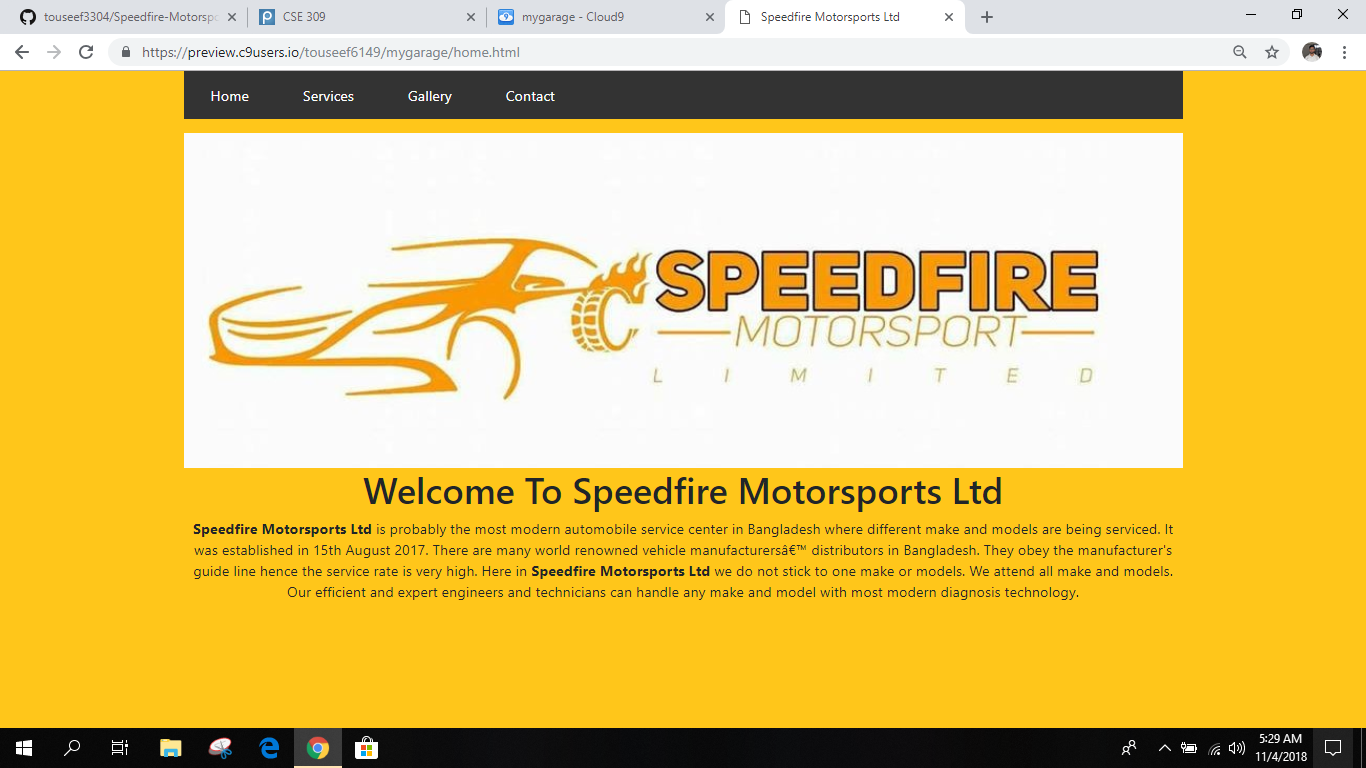 touseef3304/Speedfire-Motorsp
CSE 309
mygarage - Cloud9
Speedfire Motorsports Ltd
https://preview.c9users.io/touseef6149/mygarage/home.html
Home Services Gallery Contact
SPEEDFIRE
MOTORSPORT
LIMITED
Welcome To Speedfire Motorsports Ltd
Speedfire Motorsports Ltd is probably the most modern automobile service center in Bangladesh where different make and models are being serviced. It
was established in 15th August 2017. There are many world renowned vehicle manufacturersâ€™ distributors in Bangladesh. They obey the manufacturer's
guide line hence the service rate is very high. Here in Speedfire Motorsports Ltd we do not stick to one make or models. We attend all make and models.
Our efficient and expert engineers and technicians can handle any make and model with most modern diagnosis technology.
5:29 AM
11/4/2018